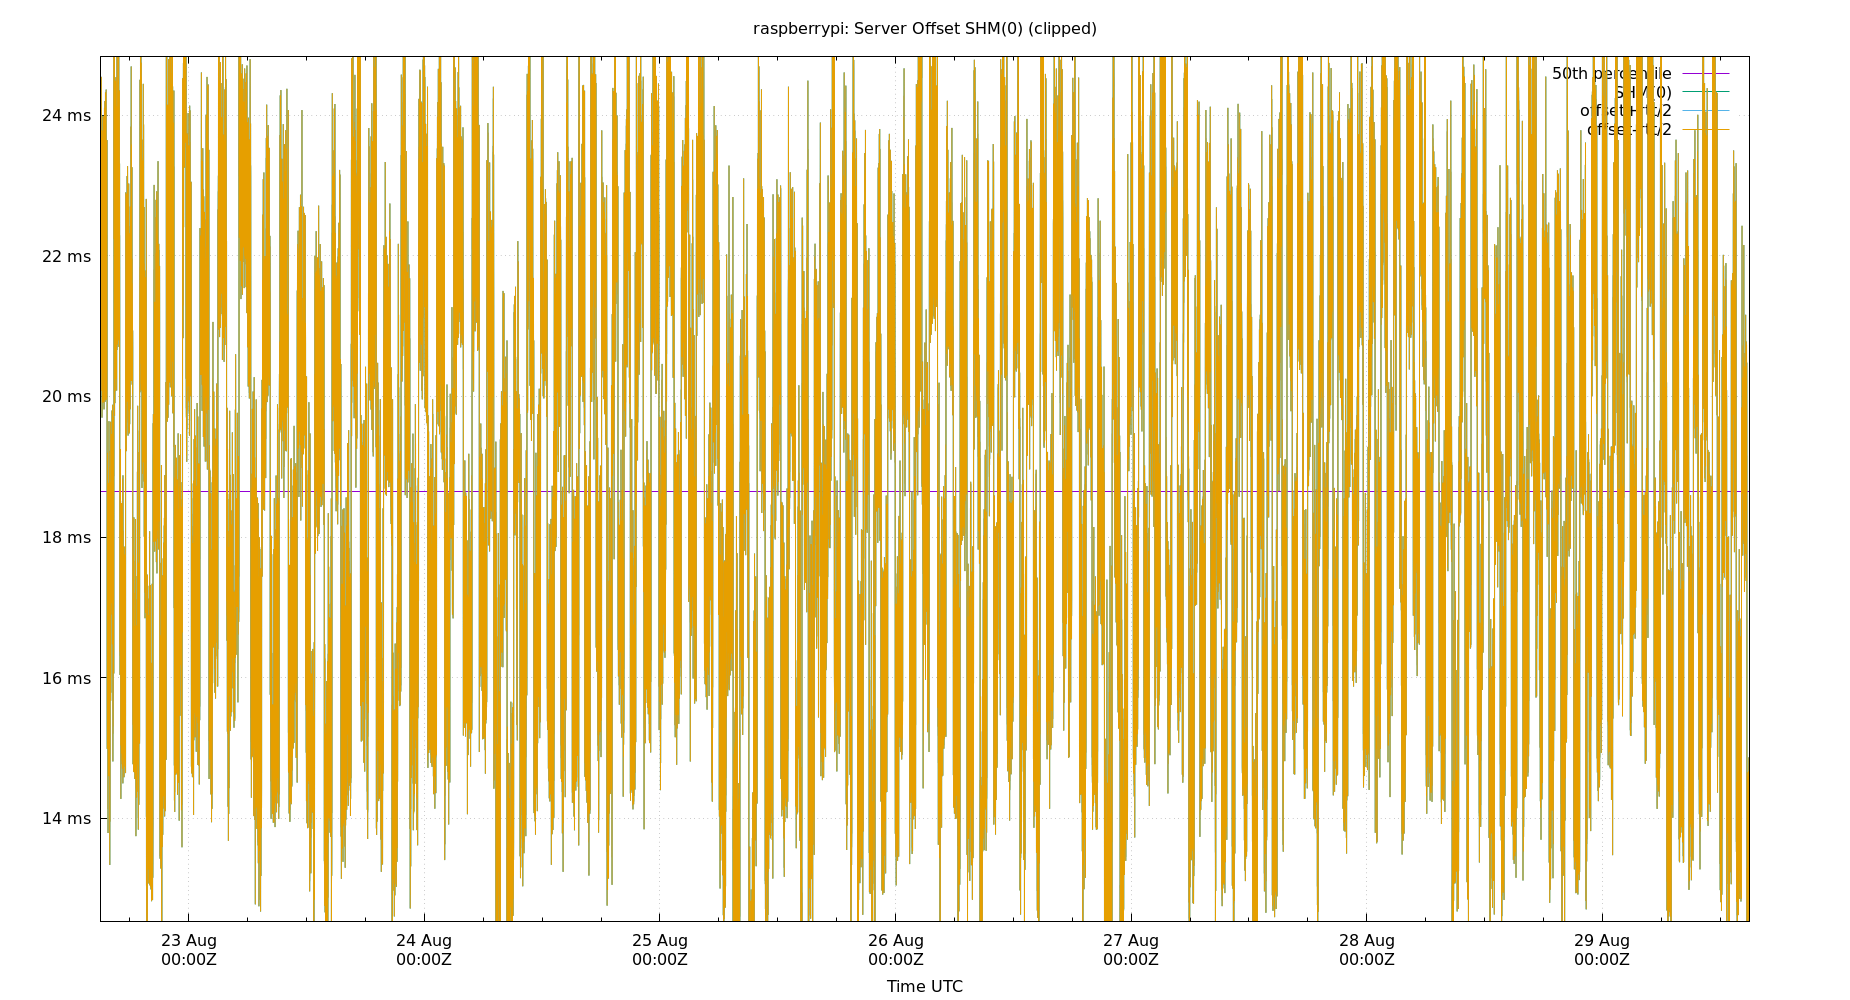 raspberrypi: Server Offset SHM(0) (clipped)
24 ms
22 ms
20 ms
18 ms
16 ms
14 ms
50th percentile
SHM(0)
offset+rtt/2
offset-rtt/2
23 Aug
00:00Z
24 Aug
00:00Z
25 Aug
00:00Z
26 Aug
00:00Z
27 Aug
00:00Z
28 Aug
00:00Z
29 Aug
00:00Z
Time UTC